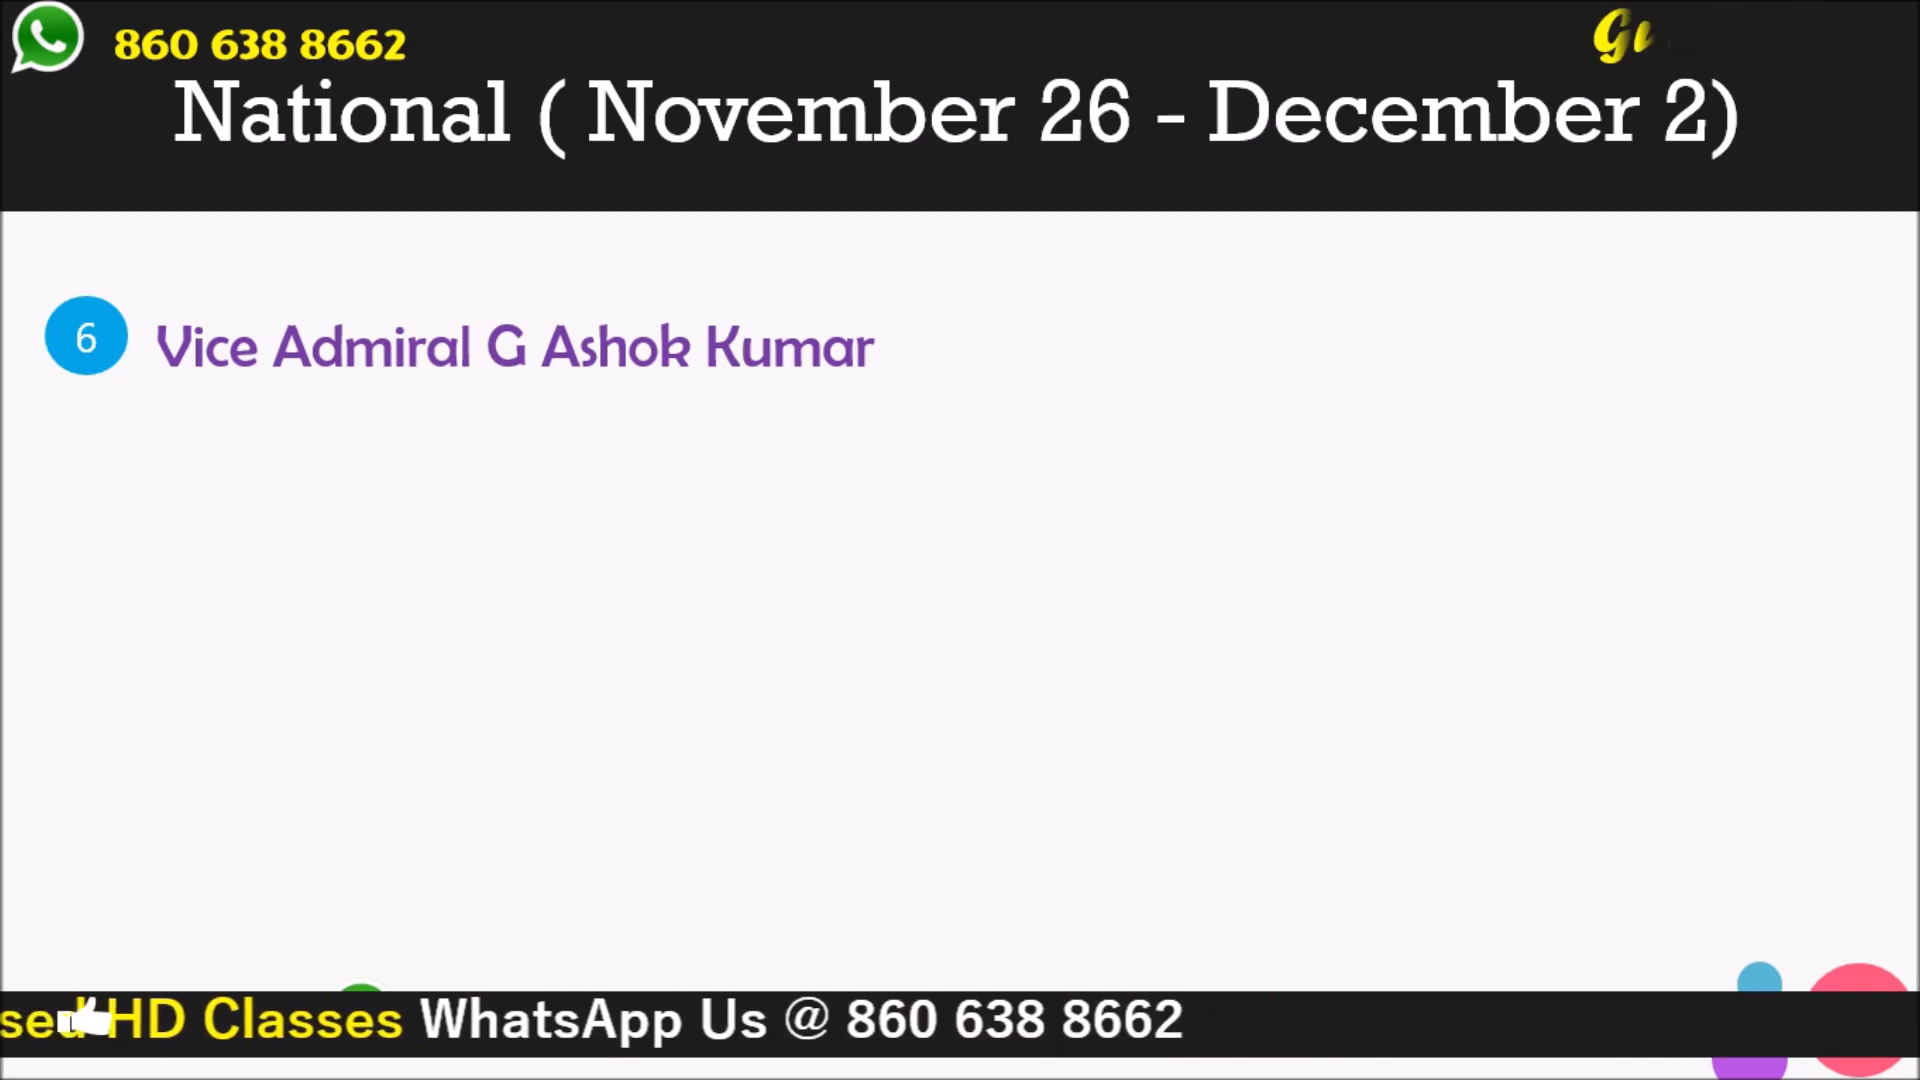 860 638 8662
National ( November 26 - December 2)
6
Vice Admiral G Ashok Kumar
HD Classes WhatsApp Us @ 860 638 8662